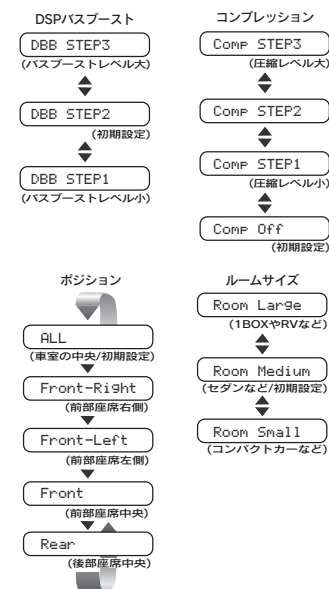 DSPバスブースト
DBB STEP3
(バスブーストレベル大)
DBB STEP2
(初期設定)
DBB STEP1
(バスブーストレベル小)
コンプレッション
Comp STEP3
(圧縮レベル大)
Comp STEP2
Comp STEP1
(圧縮レベル小)
Comp Off
(初期設定)
ポジション
ALL
(車室の中央/初期設定)
Front-Right
(前部座席右側)
Front-Left
(前部座席左側)
Front
(前部座席中央)
Rear
(後部座席中央)
ルームサイズ
Room Large
(1BOXやRVなど)
Room Medium
(セダンなど/初期設定)
Room Small
(コンパクトカーなど)